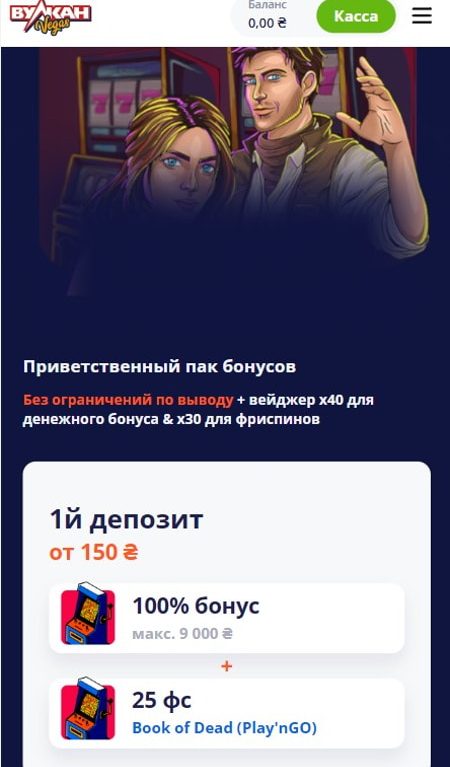 ВУЛКАН
Vegas
Баланс
0,00 ₴
Касса
Приветственный пак бонусов
Без ограничений по выводу + вейджер х40 для
денежного бонуса & х30 для фриспинов
1й депозит
от 150 ₴
100% бонус
макс. 9 000 ₴
+
25 фс
Book of Dead (Play'nGO)